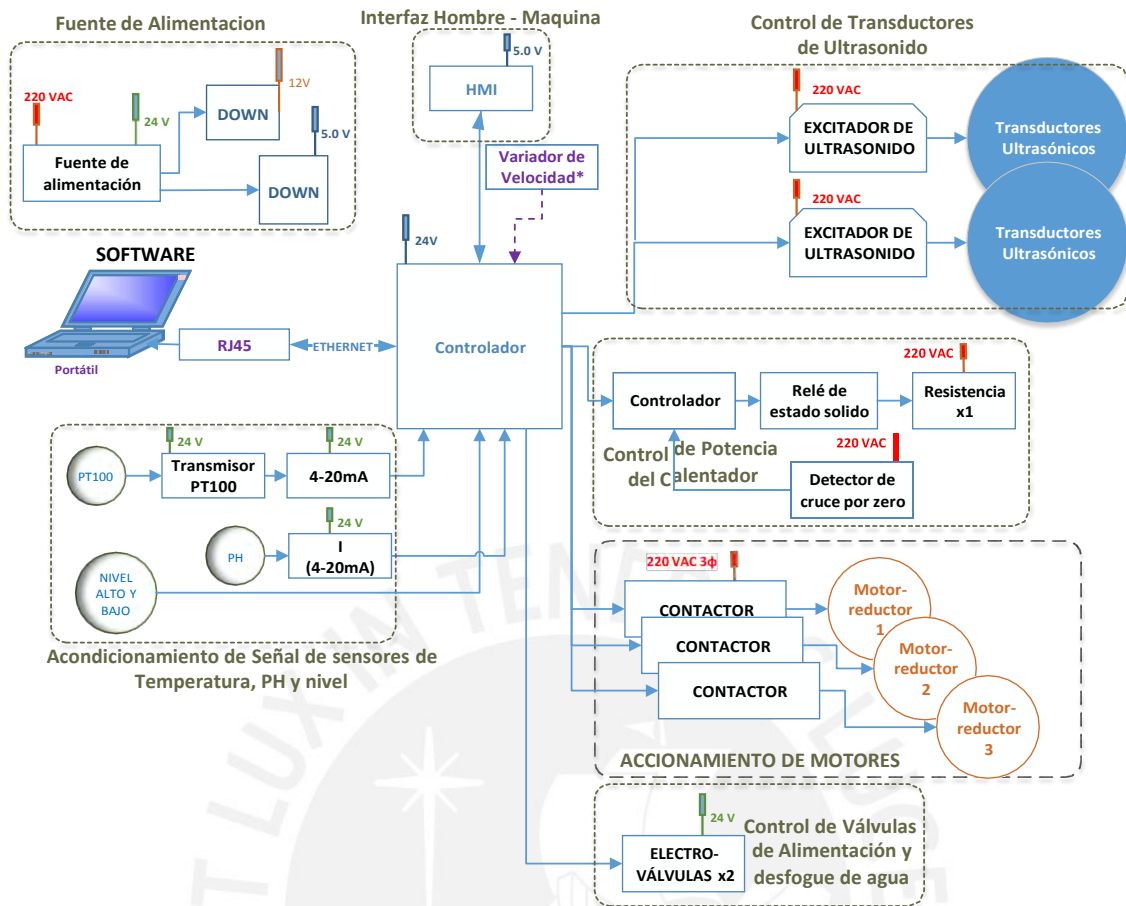 Fuente de Alimentacion
220 VAC
24 V
12V
DOWN
5.0 V
Fuente de
alimentación
DOWN
Interfaz Hombre - Maquina
5.0 V
HMI
Variador de
Velocidad*
Control de Transductores
de Ultrasonido
220 VAC
EXCITADOR DE
ULTRASONIDO
Transductores
Ultrasónicos
220 VAC
EXCITADOR DE
ULTRASONIDO
Transductores
Ultrasónicos
SOFTWARE
Portátil
RJ45
ETHERNET
24V
Controlador
220 VAC
Controlador
Relé de
estado solido
Resistencia
x1
220 VAC
Control de Potencia
del Calentador
Detector de
cruce por zero
24 V
24 V
PT100
Transmisor
PT100
4-20mA
24 V
PH
I
(4-20mA)
NIVEL
ALTO Y
BAJO
Acondicionamiento de Señal de sensores de
Temperatura, PH y nivel
220 VAC 3ф
CONTACTOR
Motor-
reductor
1
CONTACTOR
Motor-
reductor
2
CONTACTOR
Motor-
reductor
3
ACCIONAMIENTO DE MOTORES
24 V
ELECTRO-
VÁLVULAS x2
Control de Válvulas
de Alimentación y
desfogue de agua
ET LUX IN TENEBRIS LUCET